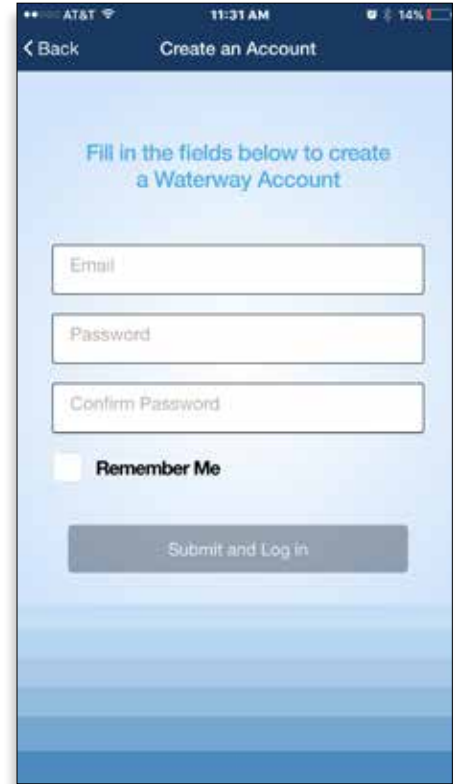 AT&T 11:31 AM 14%
Back Create an Account
Fill in the fields below to create
a Waterway Account
Email
Password
Confirm Password
Remember Me
Submit and Log in